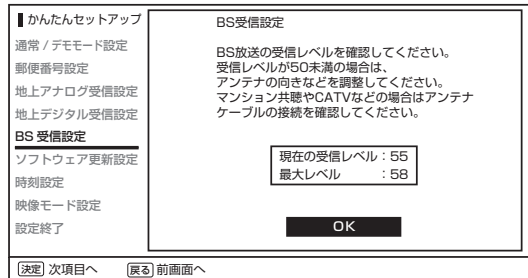 かんたんセットアップ
通常 / デモモード設定
郵便番号設定
地上アナログ受信設定
地上デジタル受信設定
BS 受信設定
ソフトウェア更新設定
時刻設定
映像モード設定
設定終了
BS受信設定
BS放送の受信レベルを確認してください。
受信レベルが50未満の場合は、
アンテナの向きなどを調整してください。
マンション共聴やCATVなどの場合はアンテナ
ケーブルの接続を確認してください。
現在の受信レベル：55
最大レベル　　　：58
OK
決定 次項目へ　戻る 前画面へ